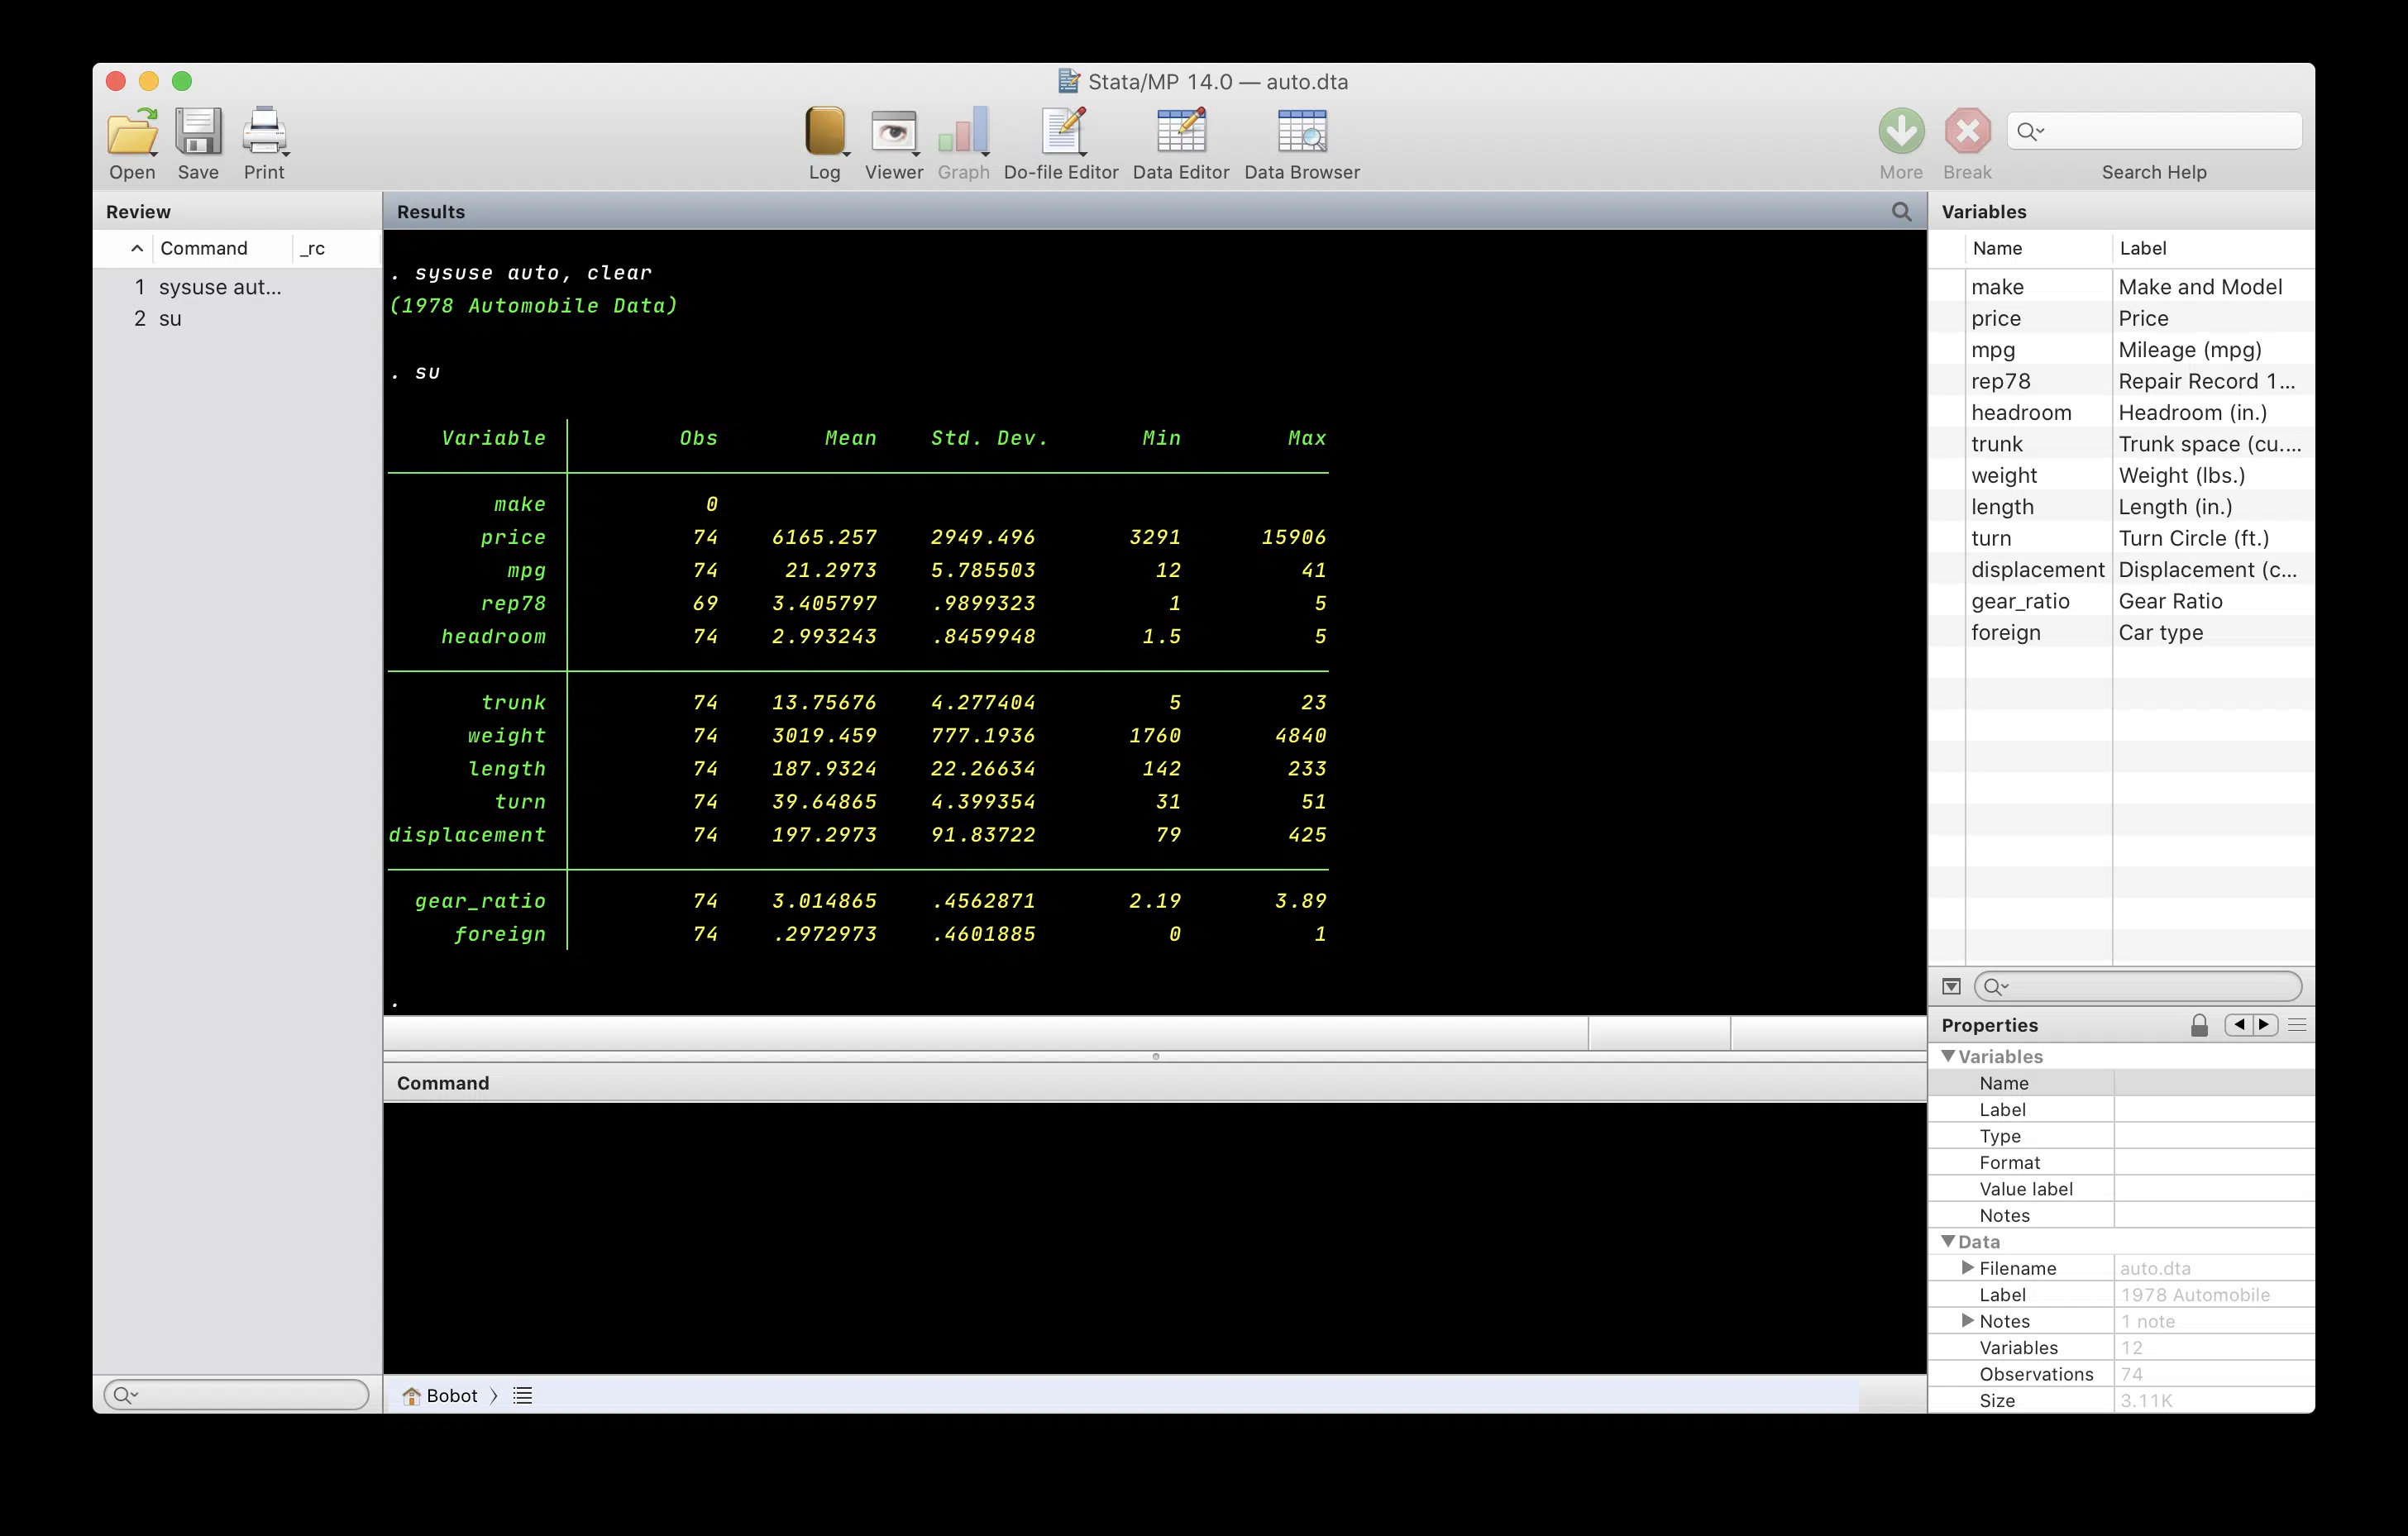 Stata/MP 14.0 — auto.dta
Open Save Print Log Viewer Graph Do-file Editor Data Editor Data Browser More Break Search Help
Review
Command _rc
1 sysuse aut...
2 su
Results
. sysuse auto, clear
(1978 Automobile Data)
. su
Variable Obs Mean Std. Dev. Min Max
make 0
price 74 6165.257 2949.496 3291 15906
mpg 74 21.2973 5.785503 12 41
rep78 69 3.405797 .9899323 1 5
headroom 74 2.993243 .8459948 1.5 5
trunk 74 13.75676 4.277404 5 23
weight 74 3019.459 777.1936 1760 4840
length 74 187.9324 22.26634 142 233
turn 74 39.64865 4.399354 31 51
displacement 74 197.2973 91.83722 79 425
gear_ratio 74 3.014865 .4562871 2.19 3.89
foreign 74 .2972973 .4601885 0 1
.
Command
Bobot
Variables
Name Label
make Make and Model
price Price
mpg Mileage (mpg)
rep78 Repair Record 1...
headroom Headroom (in.)
trunk Trunk space (cu....
weight Weight (lbs.)
length Length (in.)
turn Turn Circle (ft.)
displacement Displacement (c...
gear_ratio Gear Ratio
foreign Car type
Properties
Variables
Name
Label
Type
Format
Value label
Notes
Data
Filename auto.dta
Label 1978 Automobile
Notes 1 note
Variables 12
Observations 74
Size 3.11K